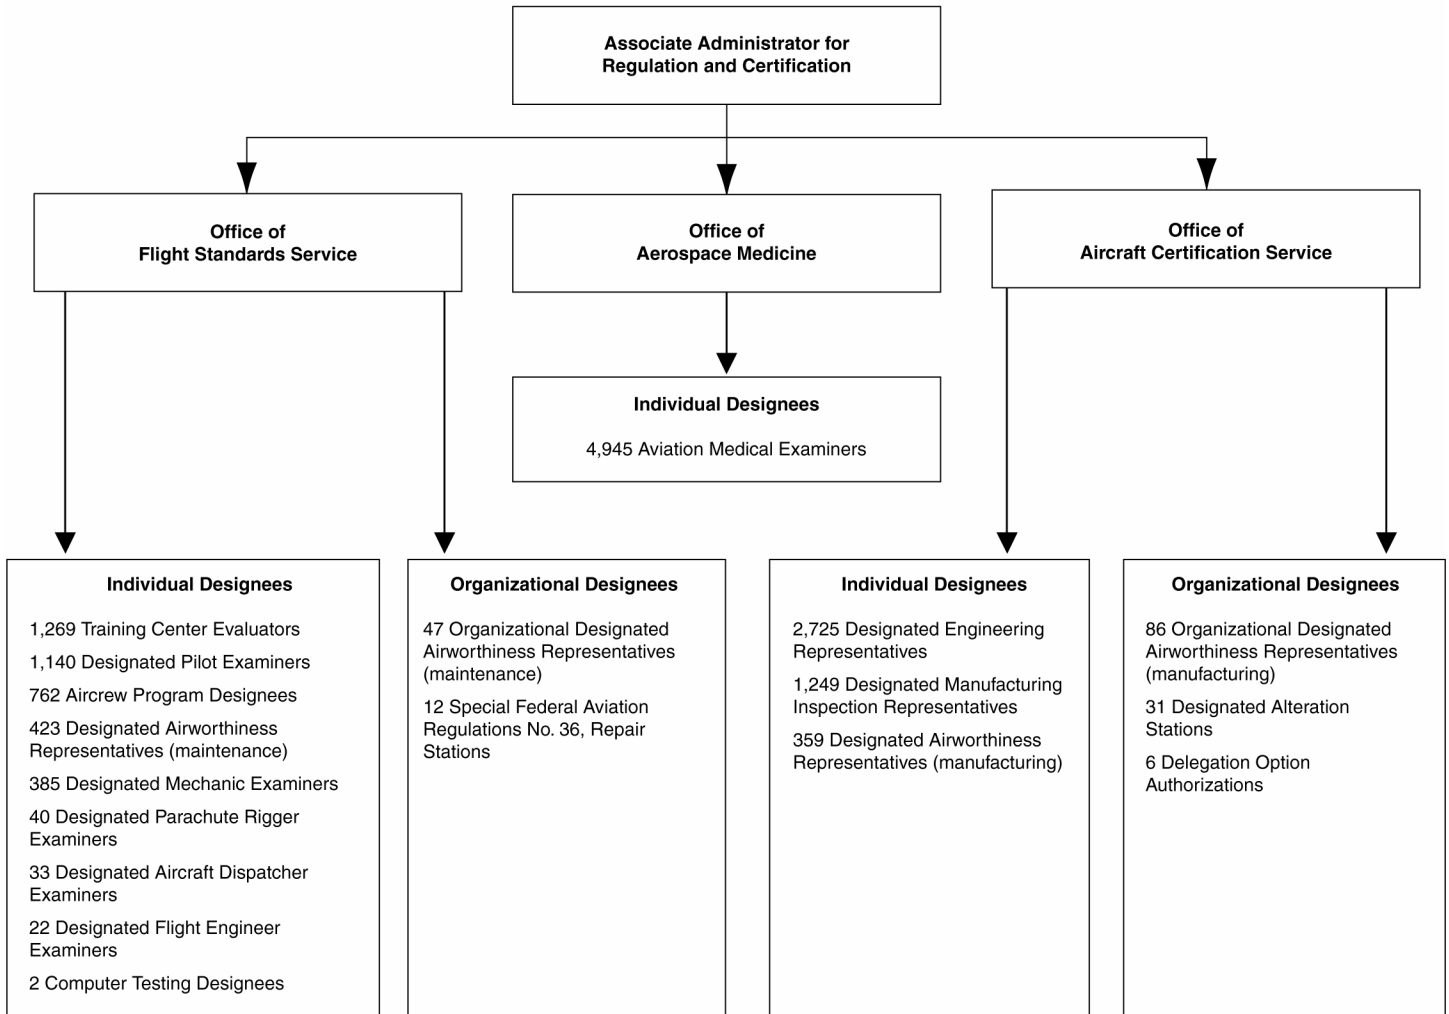 Associate Administrator for
Regulation and Certification
Office of
Flight Standards Service
Office of
Aerospace Medicine
Office of
Aircraft Certification Service
Individual Designees
4,945 Aviation Medical Examiners
Individual Designees
1,269 Training Center Evaluators
1,140 Designated Pilot Examiners
762 Aircrew Program Designees
423 Designated Airworthiness
Representatives (maintenance)
385 Designated Mechanic Examiners
40 Designated Parachute Rigger
Examiners
33 Designated Aircraft Dispatcher
Examiners
22 Designated Flight Engineer
Examiners
2 Computer Testing Designees
Organizational Designees
47 Organizational Designated
Airworthiness Representatives
(maintenance)
12 Special Federal Aviation
Regulations No. 36, Repair
Stations
Individual Designees
2,725 Designated Engineering
Representatives
1,249 Designated Manufacturing
Inspection Representatives
359 Designated Airworthiness
Representatives (manufacturing)
Organizational Designees
86 Organizational Designated
Airworthiness Representatives
(manufacturing)
31 Designated Alteration
Stations
6 Delegation Option
Authorizations